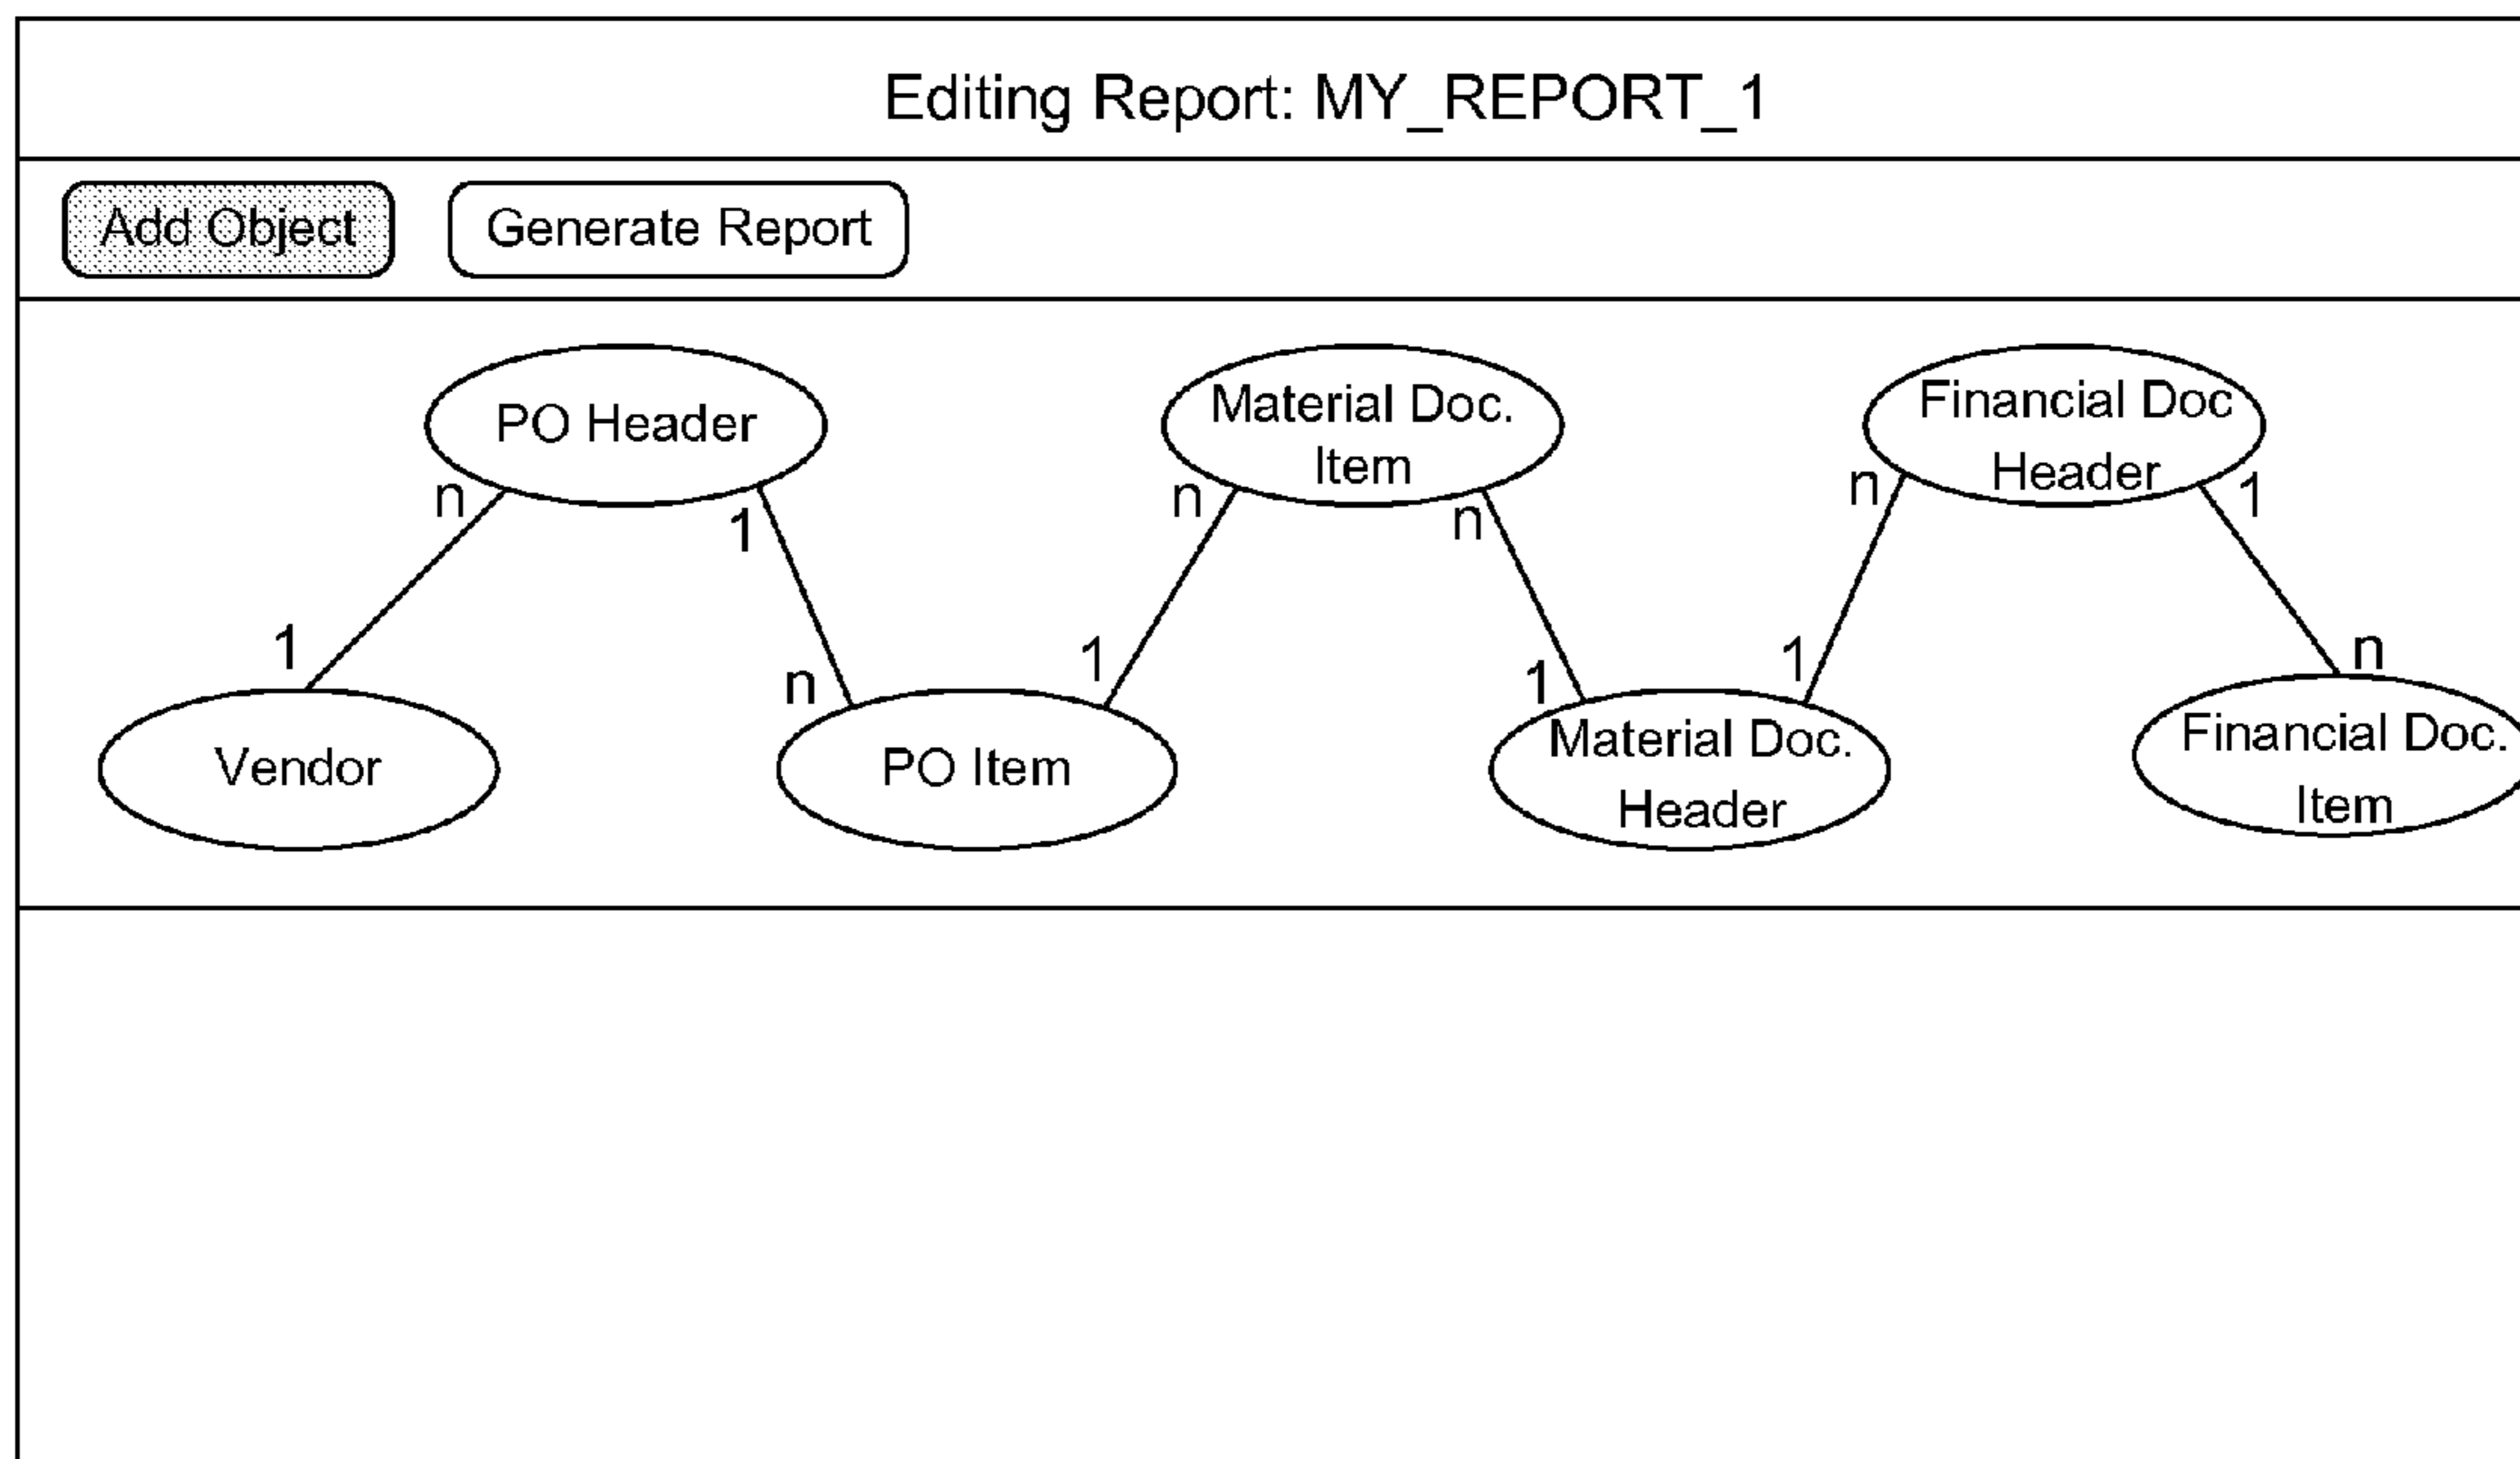 Editing Report: MY_REPORT_1
Add Object
Generate Report
PO Header
Material Doc.
Item
Financial Doc
Header
n
1
n
n
n
1
1
n
1
1
1
n
Vendor
PO Item
Material Doc.
Header
Financial Doc.
Item